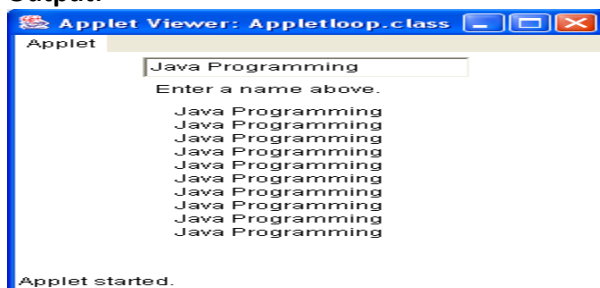 Output:
Applet Viewer: Appletloop.class
Applet
Java Programming
Enter a name above.
Java Programming
Java Programming
Java Programming
Java Programming
Java Programming
Java Programming
Java Programming
Java Programming
Java Programming
Java Programming
Applet started.